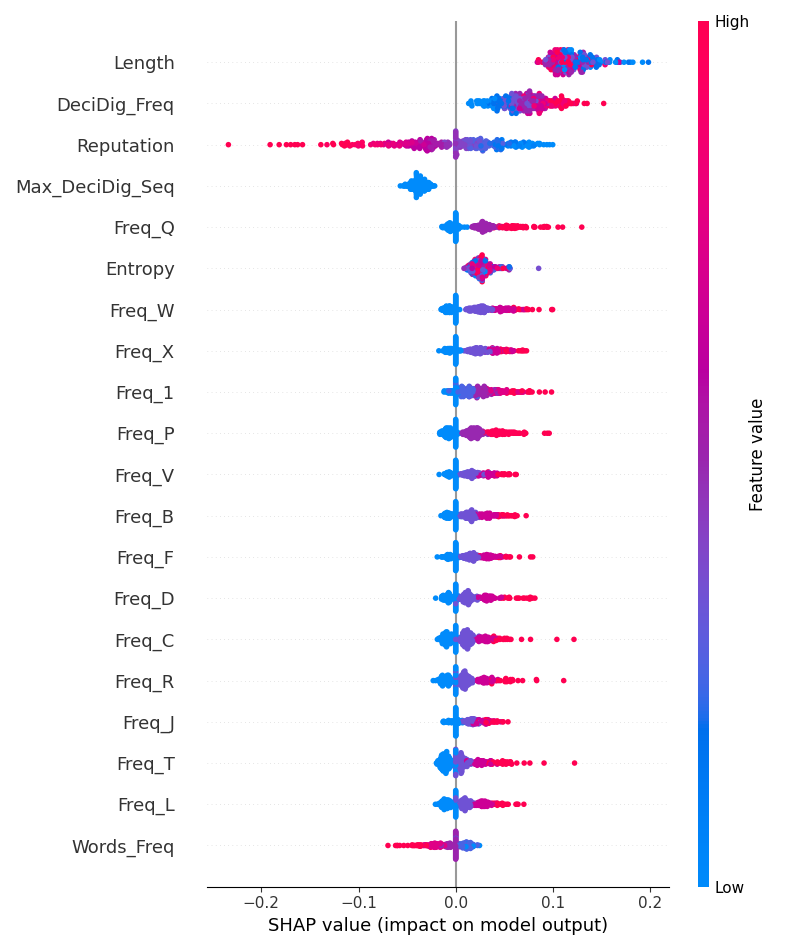 High
Length
DeciDig_Freq
Reputation
Max_DeciDig_Seq
Freq_Q
Entropy
Freq_W
Freq_X
Freq_1
Freq_P
Freq_V
Freq_B
Freq_F
Freq_D
Freq_C
Freq_R
Freq_J
Freq_T
Freq_L
Words_Freq
Feature value
Low
−0.2 −0.1 0.0 0.1 0.2
SHAP value (impact on model output)